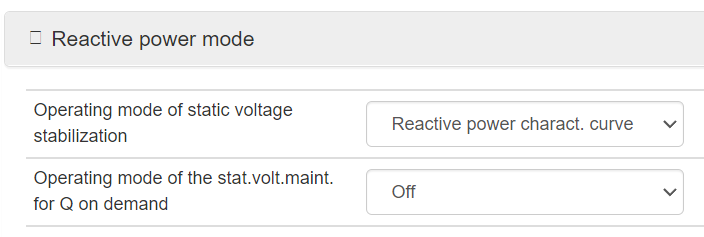 Reactive power mode
Operating mode of static voltage
stabilization
Reactive power charact. curve
Operating mode of the stat.volt.maint.
for Q on demand
Off